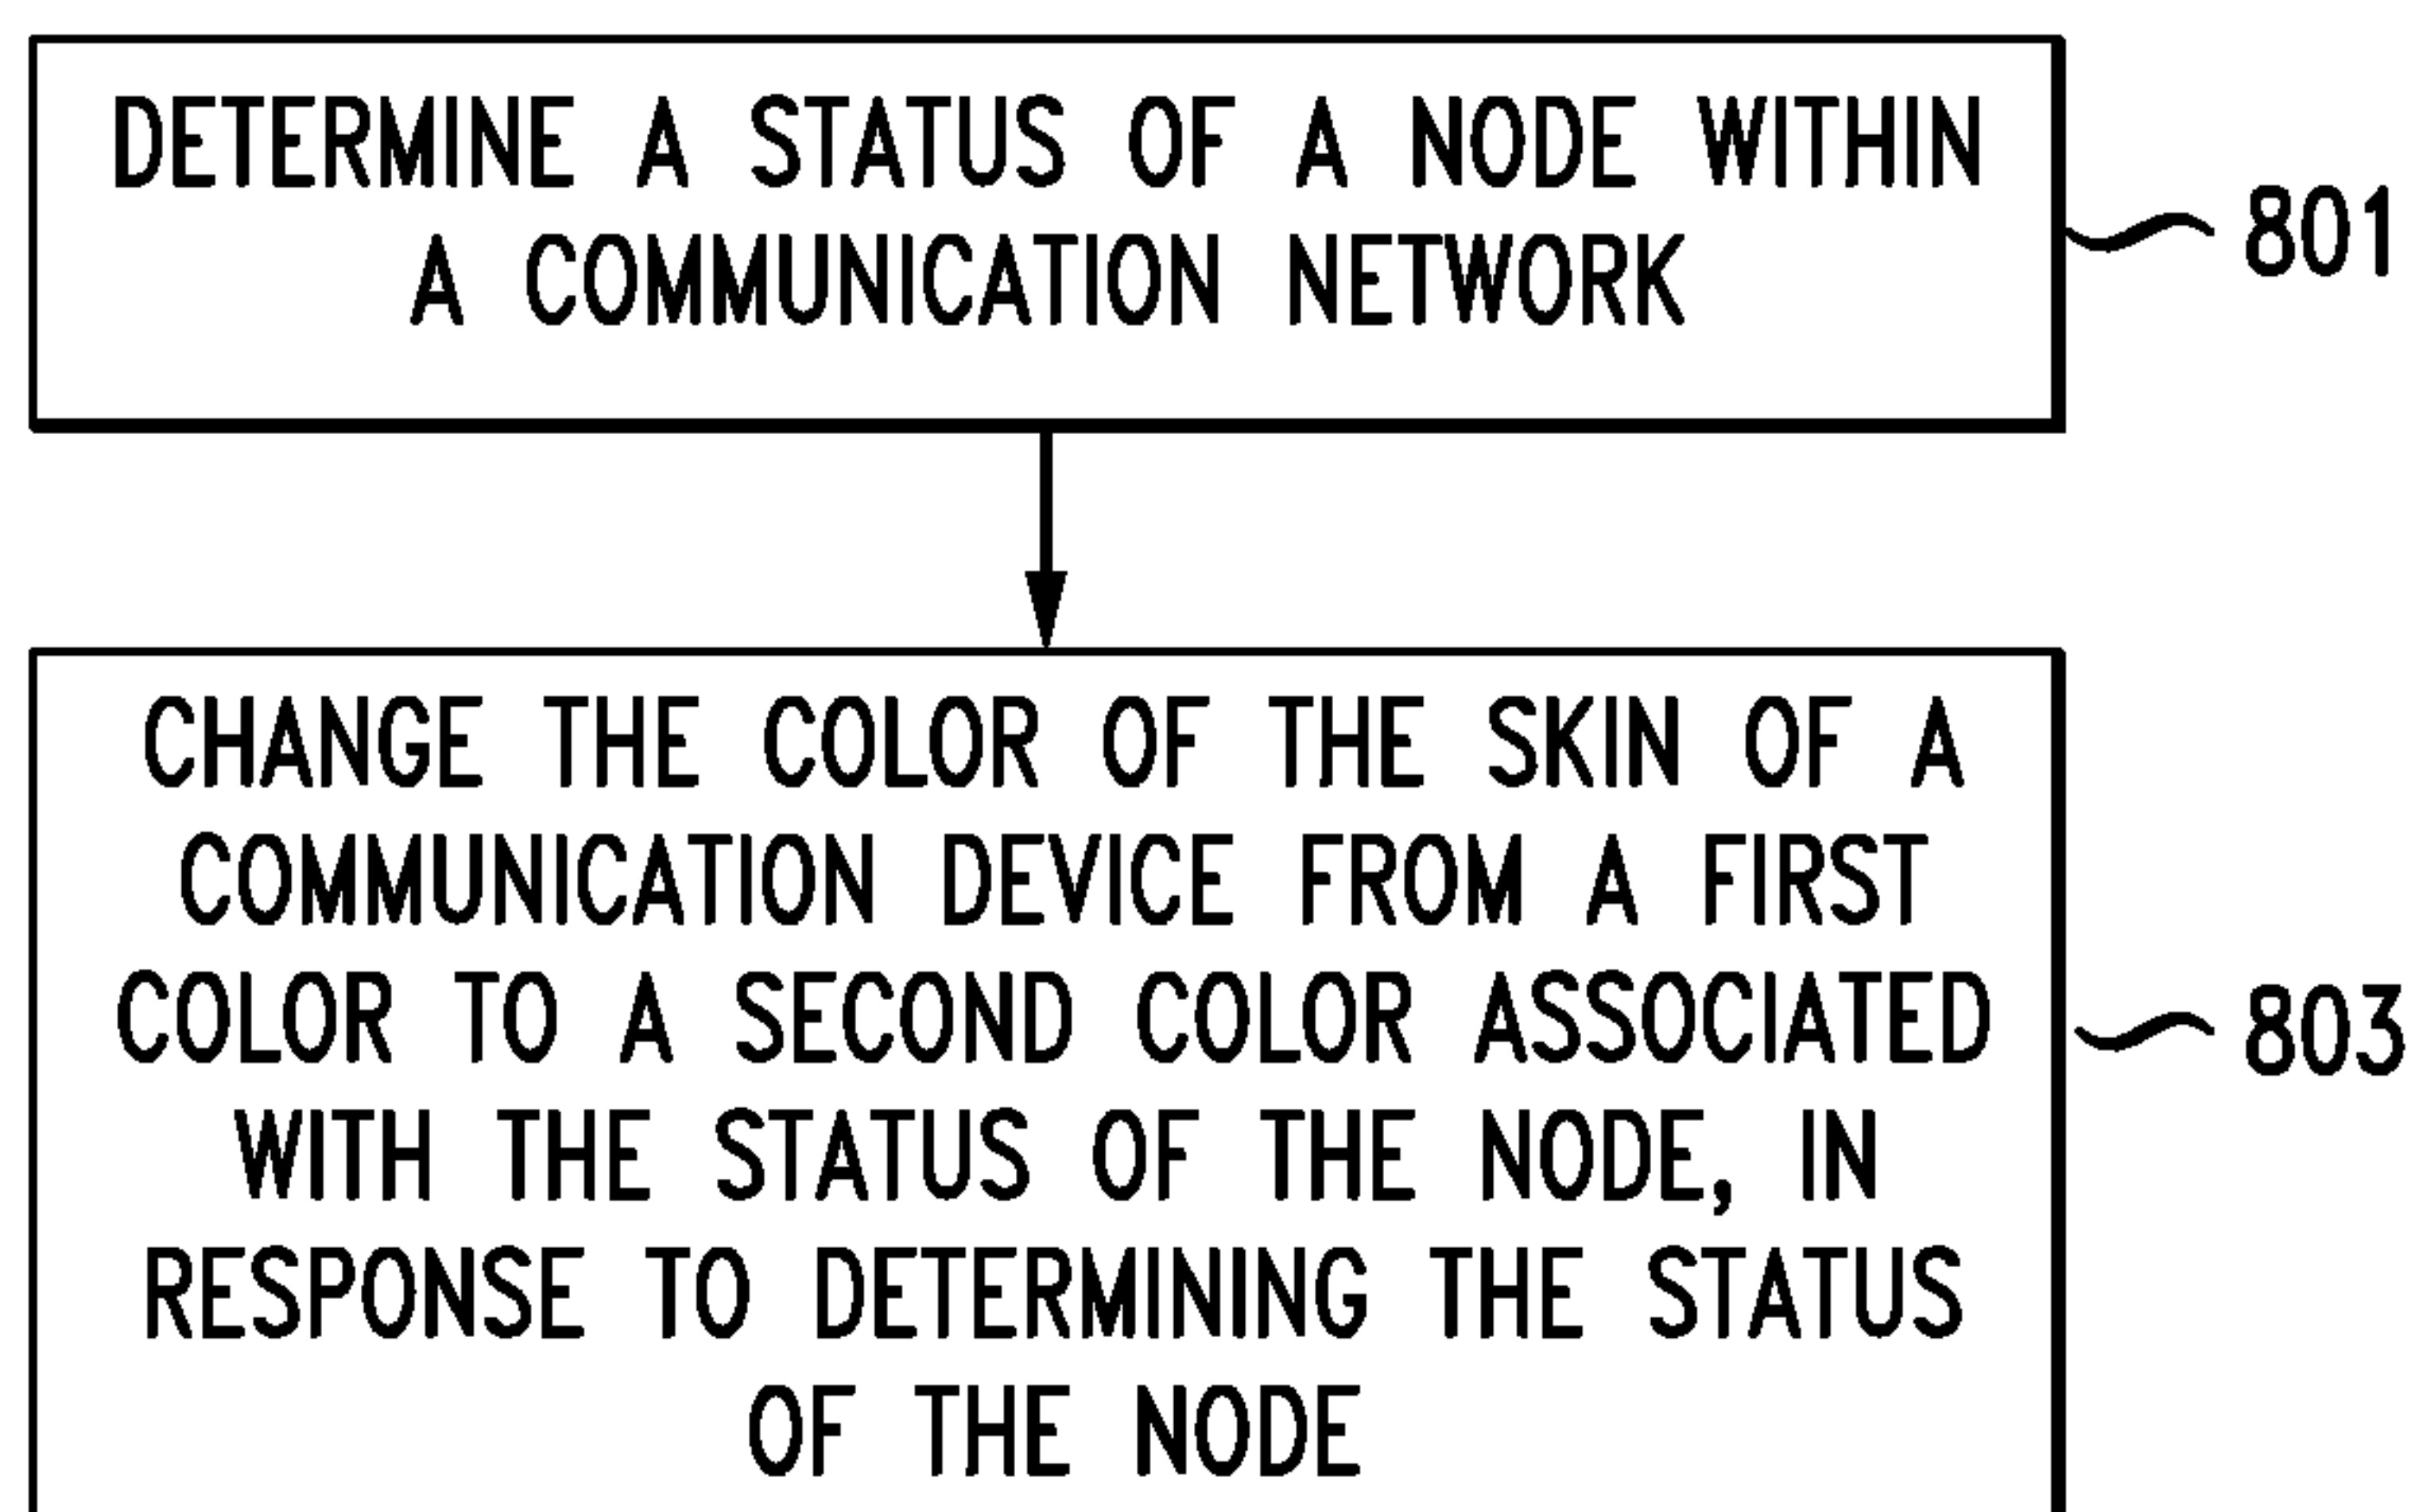 DETERMINE A STATUS OF A NODE WITHIN
A COMMUNICATION NETWORK
801
CHANGE THE COLOR OF THE SKIN OF A
COMMUNICATION DEVICE FROM A FIRST
COLOR TO A SECOND COLOR ASSOCIATED
WITH THE STATUS OF THE NODE, IN
RESPONSE TO DETERMINING THE STATUS
OF THE NODE
803